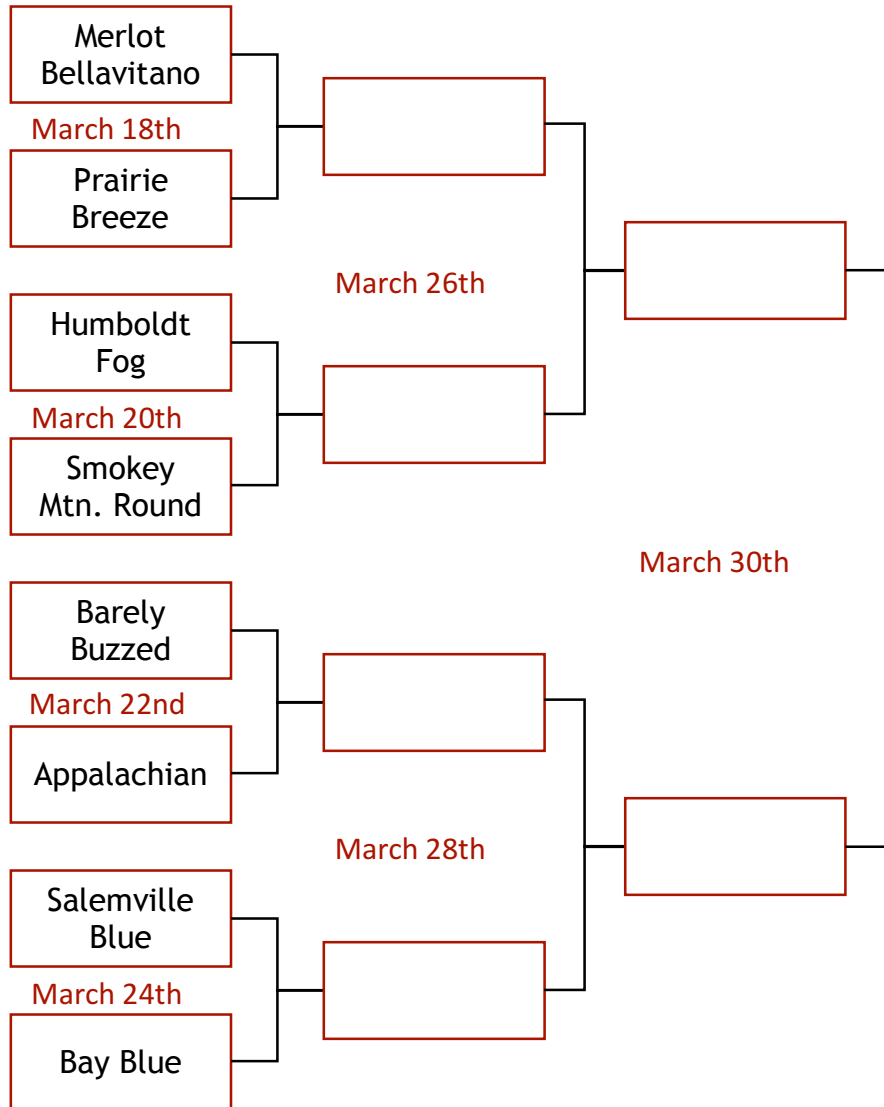 Merlot
Bellavitano
March 18th
Prairie
Breeze
March 26th
Humboldt
Fog
March 20th
Smokey
Mtn. Round
March 30th
Barely
Buzzed
March 22nd
Appalachian
March 28th
Salemville
Blue
March 24th
Bay Blue